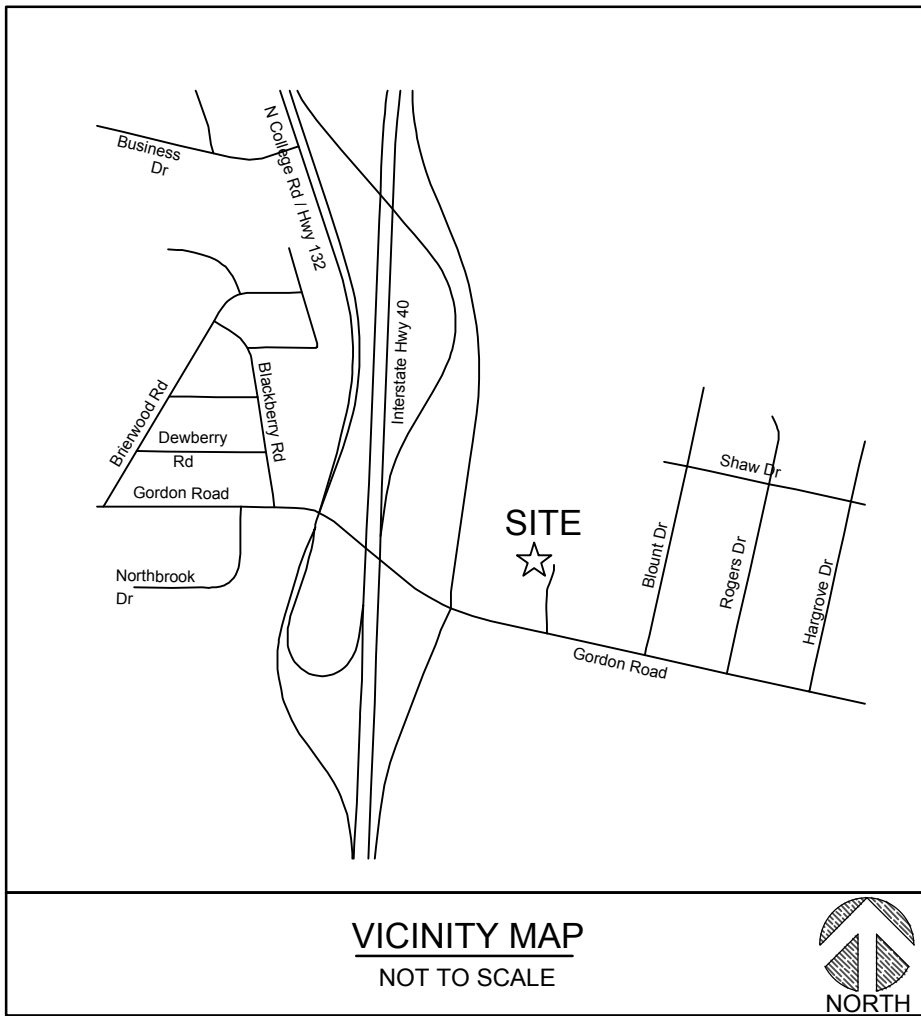 N College Rd / Hwy 132
Business
Dr
Interstate Hwy 40
Brierwood Rd
Blackberry Rd
Dewberry
Rd
Gordon Road
Shaw Dr
SITE
Blount Dr
Rogers Dr
Hargrove Dr
Northbrook
Dr
Gordon Road
VICINITY MAP
NOT TO SCALE
NORTH